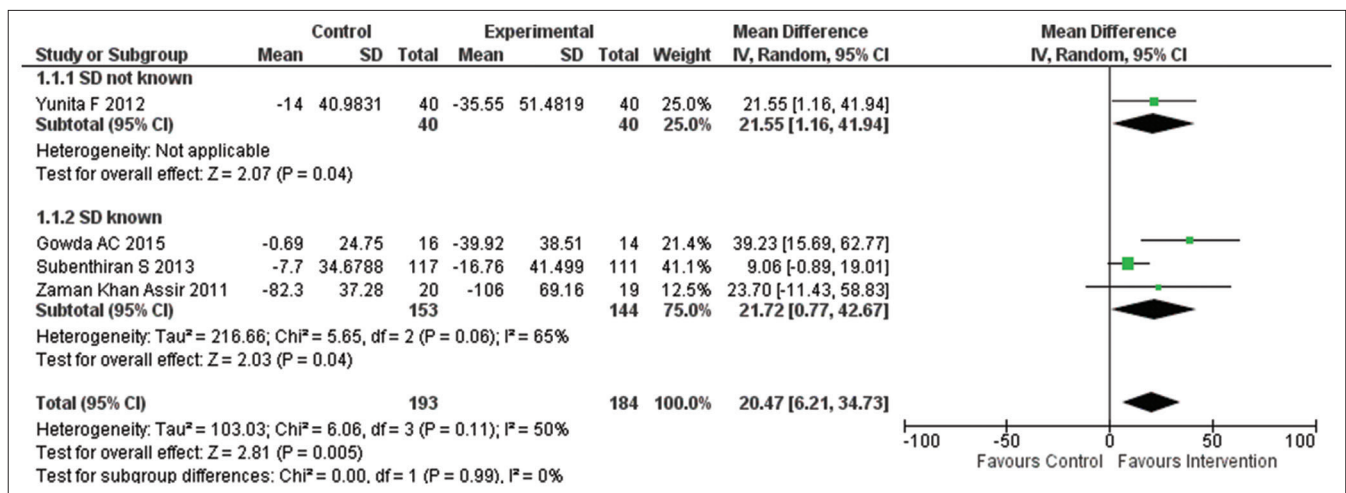 Control Experimental Mean Difference Mean Difference
Study or Subgroup Mean SD Total Mean SD Total Weight IV, Random, 95% CI IV, Random, 95% CI
1.1.1 SD not known
Yunita F 2012 -14 40.9831 40 -35.55 51.4819 40 25.0% 21.55 [1.16, 41.94]
Subtotal (95% CI) 40 40 25.0% 21.55 [1.16, 41.94]
Heterogeneity: Not applicable
Test for overall effect: Z = 2.07 (P = 0.04)
1.1.2 SD known
Gowda AC 2015 -0.69 24.75 16 -39.92 38.51 14 21.4% 39.23 [15.69, 62.77]
Subenthiran S 2013 -7.7 34.6788 117 -16.76 41.499 111 41.1% 9.06 [-0.89, 19.01]
Zaman Khan Assir 2011 -82.3 37.28 20 -106 69.16 19 12.5% 23.70 [-11.43, 58.83]
Subtotal (95% CI) 153 144 75.0% 21.72 [0.77, 42.67]
Heterogeneity: Tau² = 216.66; Chi² = 5.65, df = 2 (P = 0.06); I² = 65%
Test for overall effect: Z = 2.03 (P = 0.04)
Total (95% CI) 193 184 100.0% 20.47 [6.21, 34.73]
Heterogeneity: Tau² = 103.03; Chi² = 6.06, df = 3 (P = 0.11); I² = 50%
Test for overall effect: Z = 2.81 (P = 0.005)
Test for subgroup differences: Chi² = 0.00, df = 1 (P = 0.99), I² = 0%
-100 -50 0 50 100
Favours Control Favours Intervention